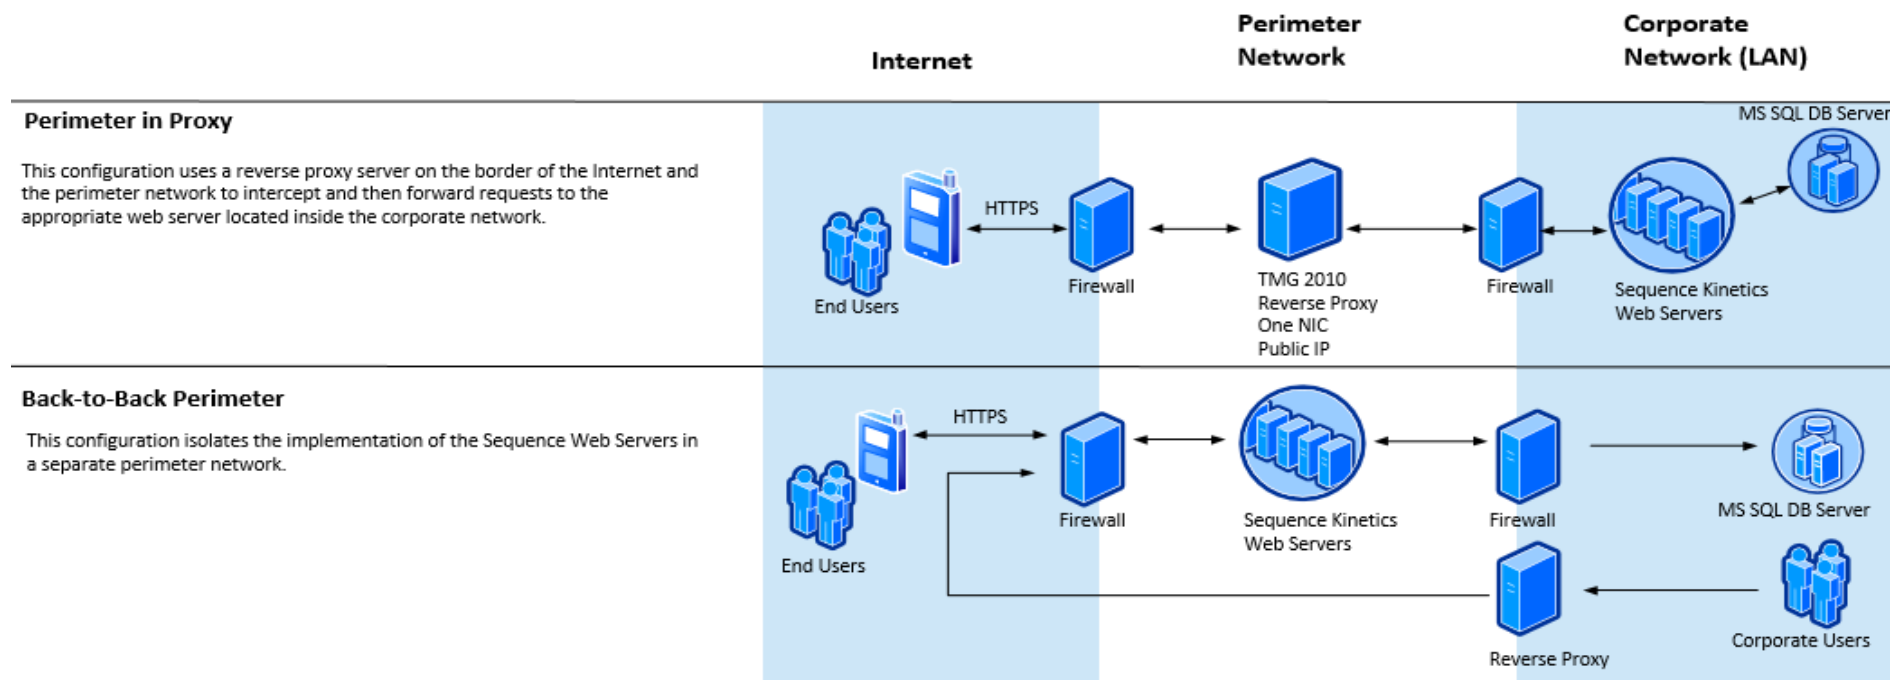 Internet
Perimeter
Network
Corporate
Network (LAN)
Perimeter in Proxy
This configuration uses a reverse proxy server on the border of the Internet and
the perimeter network to intercept and then forward requests to the
appropriate web server located inside the corporate network.
HTTPS
End Users
Firewall
TMG 2010
Reverse Proxy
One NIC
Public IP
Firewall
Sequence Kinetics
Web Servers
MS SQL DB Server
Back-to-Back Perimeter
This configuration isolates the implementation of the Sequence Web Servers in
a separate perimeter network.
HTTPS
End Users
Firewall
Sequence Kinetics
Web Servers
Firewall
MS SQL DB Server
Reverse Proxy
Corporate Users